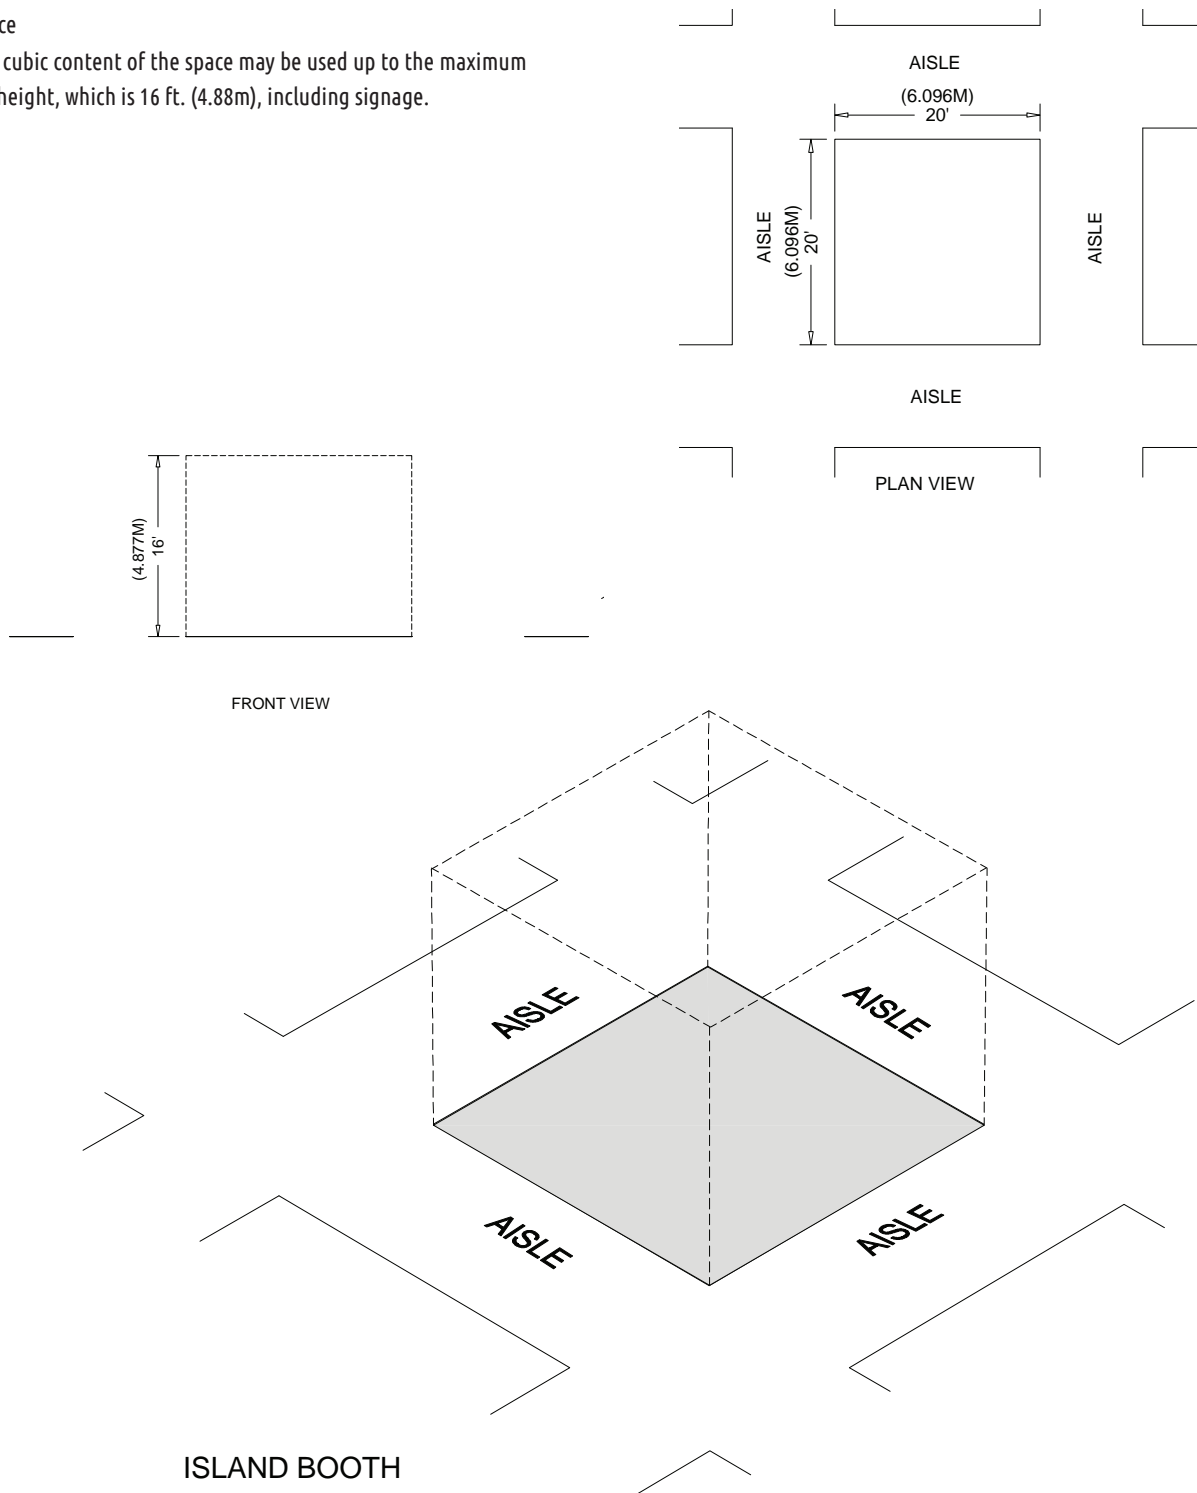 ce
cubic content of the space may be used up to the maximum
height, which is 16 ft. (4.88m), including signage.
AISLE
(6.096M)
20'
AISLE
(6.096M)
20'
AISLE
AISLE
PLAN VIEW
(4.877M)
16'
FRONT VIEW
AISLE
AISLE
AISLE
AISLE
ISLAND BOOTH